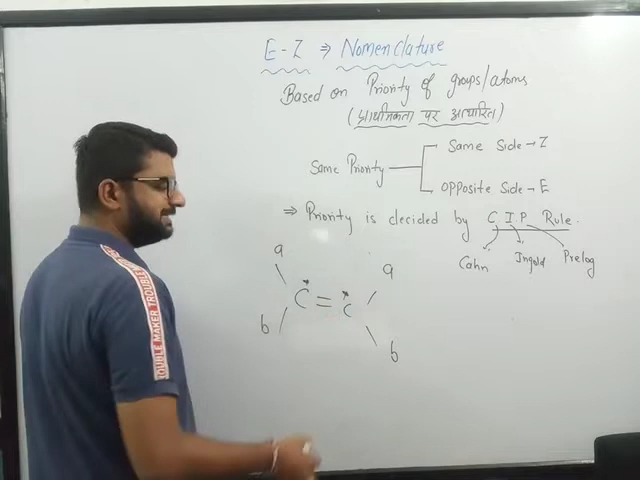 E-Z ⇒ Nomenclature
Based on Priority of groups/atoms
(प्राथमिकता पर आधारित)
Same Priority
Same Side → Z
OPPosite Side → E
⇒ Priority is decided by C I P Rule.
Cahn Ingold Prelog
a a
C = C
b b
DOUBLE MAKER TROUBLE